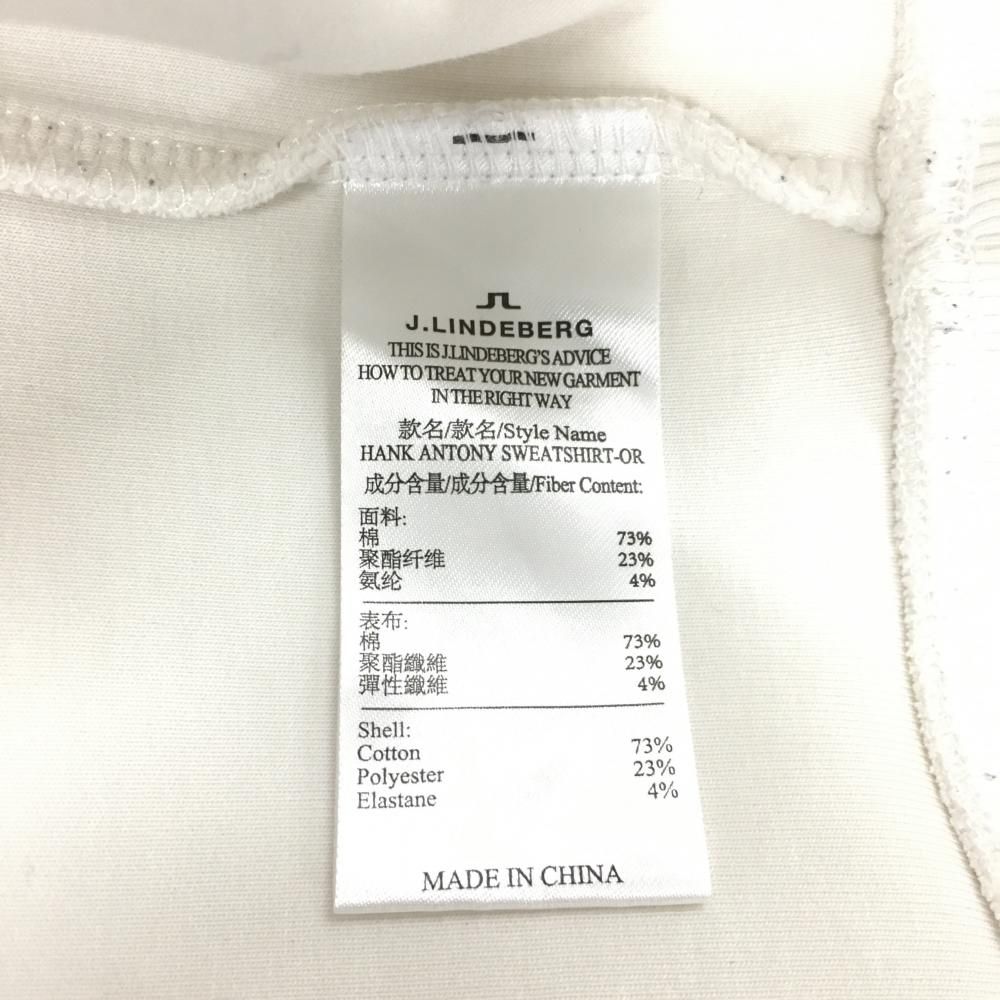 J.LINDEBERG
THIS IS J.LINDEBERG'S ADVICE
HOW TO TREAT YOUR NEW GARMENT
IN THE RIGHT WAY
款名/款名/Style Name
HANK ANTONY SWEATSHIRT-OR
成分含量/成分含量/Fiber Content:
面料:
棉 73%
聚酯纤维 23%
氨纶 4%
表布:
棉 73%
聚酯纖維 23%
彈性纖維 4%
Shell:
Cotton 73%
Polyester 23%
Elastane 4%
MADE IN CHINA